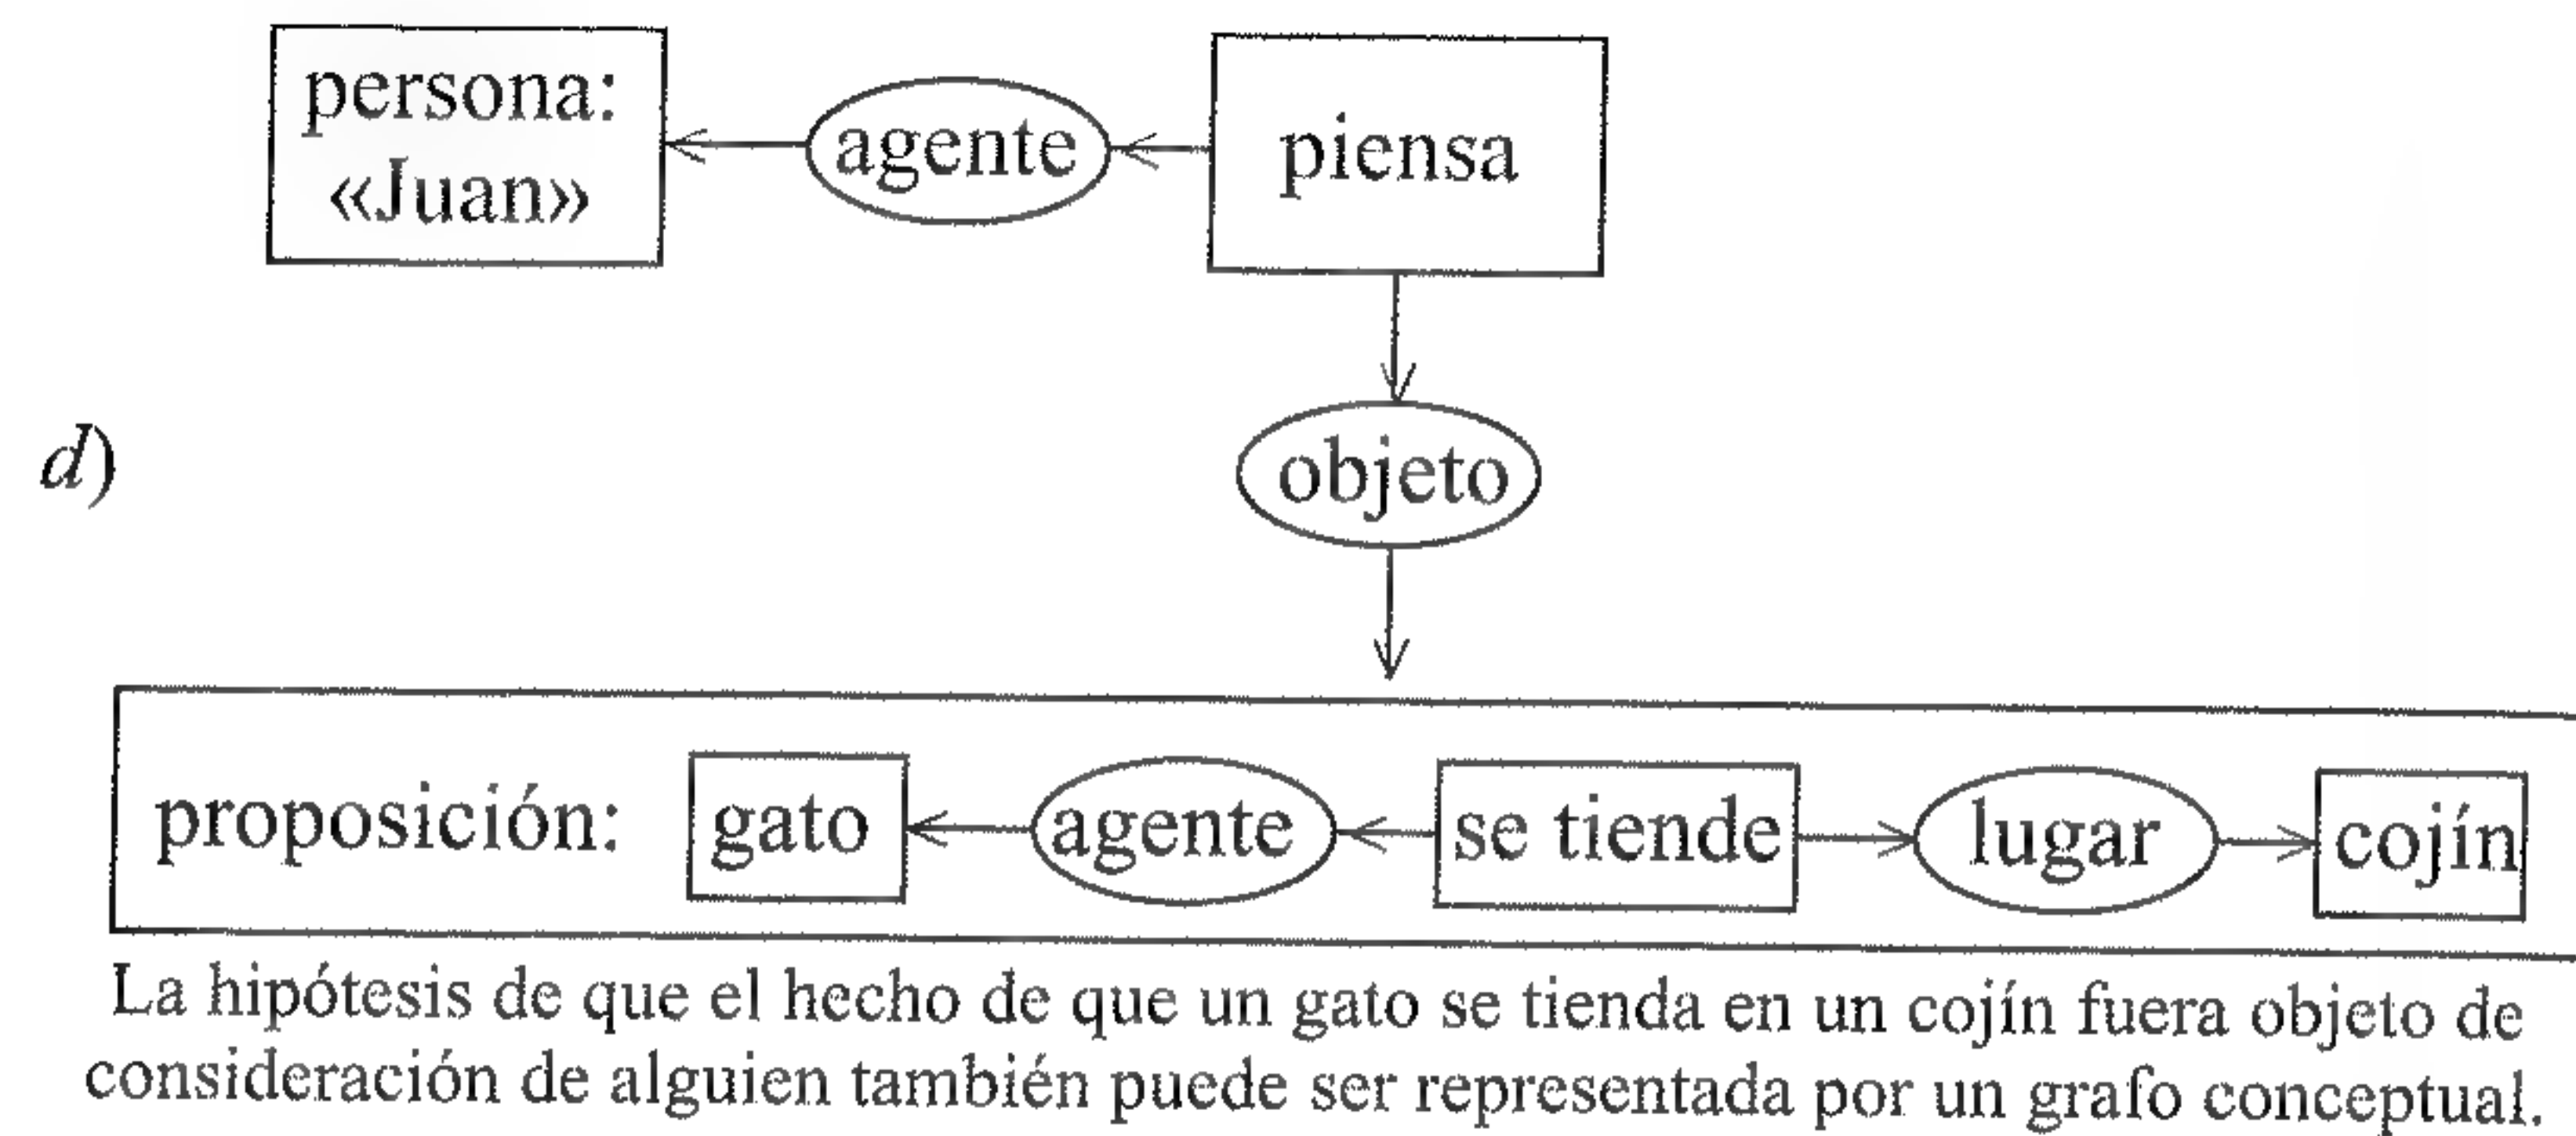 persona:
«Juan»
agente
piensa
d)
objeto
proposición: gato agente se tiende lugar cojín
La hipótesis de que el hecho de que un gato se tienda en un cojín fuera objeto de
consideración de alguien también puede ser representada por un grafo conceptual.